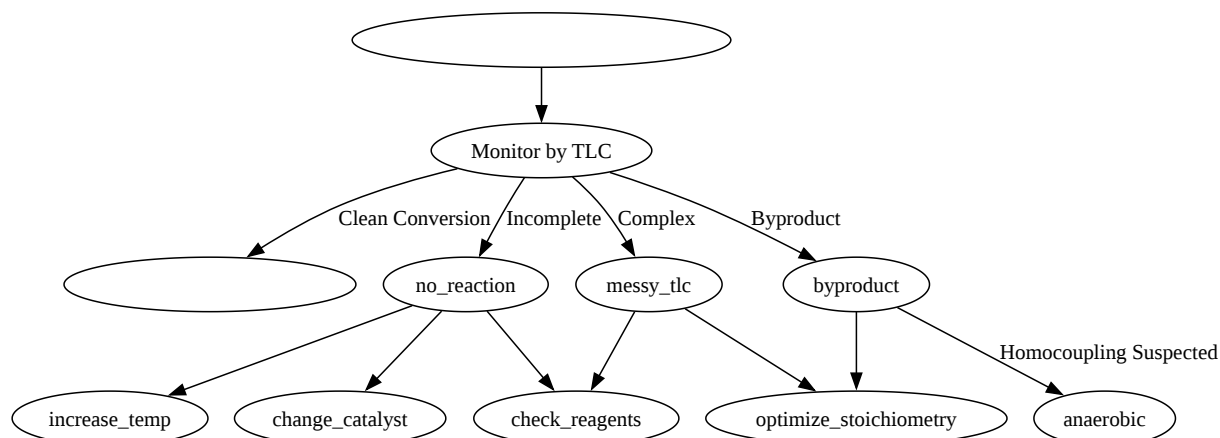 Monitor by TLC
Clean Conversion
Incomplete
Complex
Byproduct
no_reaction
messy_tlc
byproduct
Homocoupling Suspected
increase_temp
change_catalyst
check_reagents
optimize_stoichiometry
anaerobic